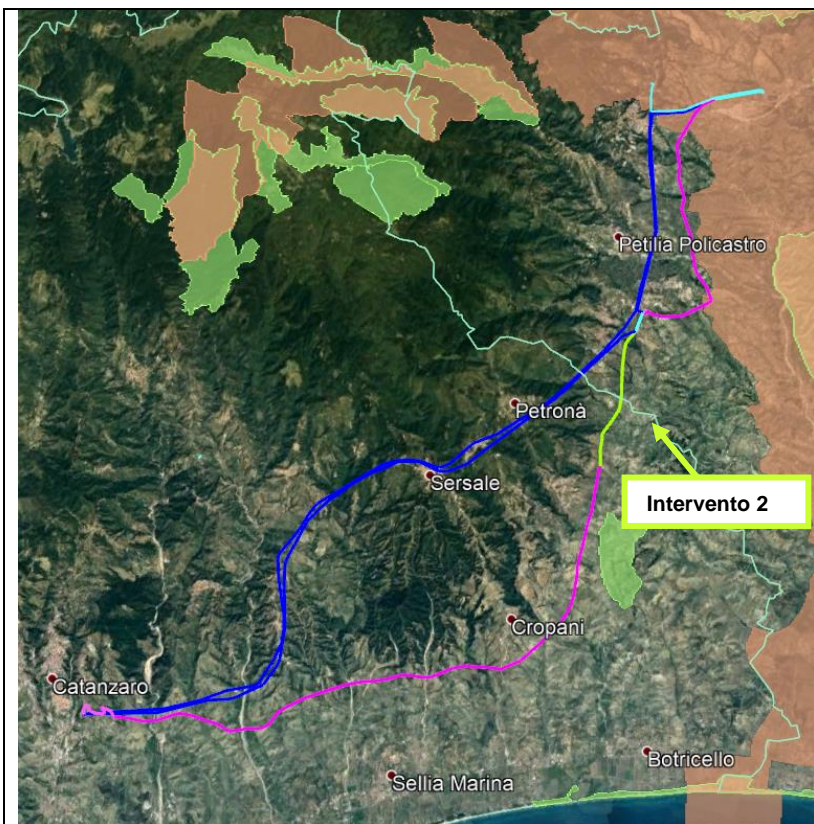 Petilia Policastro
Petronà
Sersale
Intervento 2
Cropani
Catanzaro
Botricello
Sellia Marina